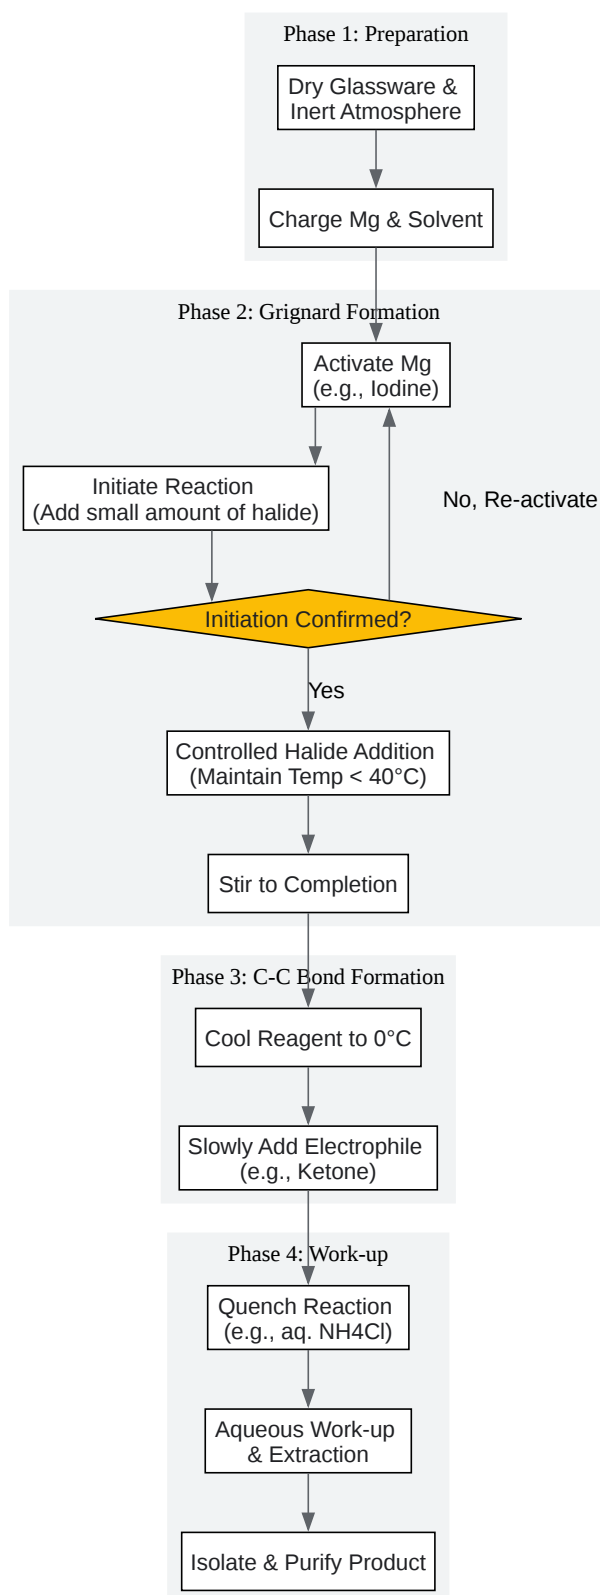 Phase 1: Preparation
Dry Glassware &
Inert Atmosphere
Charge Mg & Solvent
Phase 2: Grignard Formation
Activate Mg
(e.g., Iodine)
Initiate Reaction
(Add small amount of halide)
No, Re-activate
Initiation Confirmed?
Yes
Controlled Halide Addition
(Maintain Temp < 40°C)
Stir to Completion
Phase 3: C-C Bond Formation
Cool Reagent to 0°C
Slowly Add Electrophile
(e.g., Ketone)
Phase 4: Work-up
Quench Reaction
(e.g., aq. NH4Cl)
Aqueous Work-up
& Extraction
Isolate & Purify Product